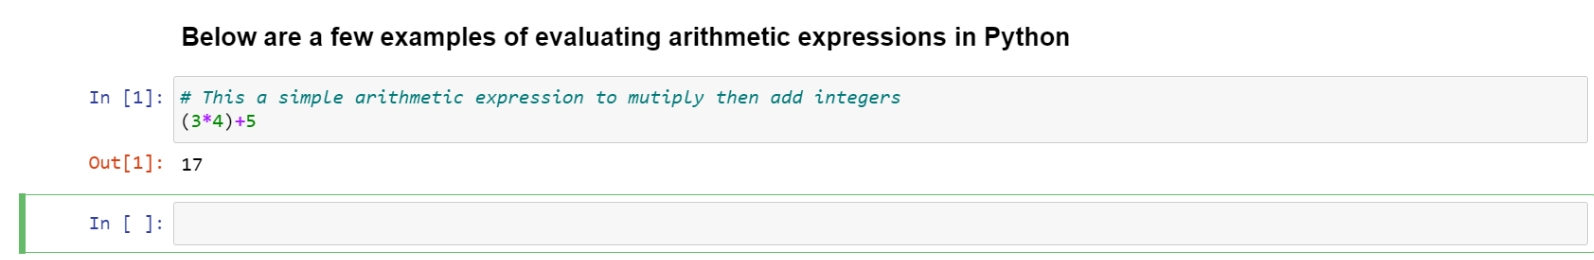 Below are a few examples of evaluating arithmetic expressions in Python
In [1]: # This a simple arithmetic expression to mutiply then add integers
(3*4)+5
Out[1]: 17
In [ ]: